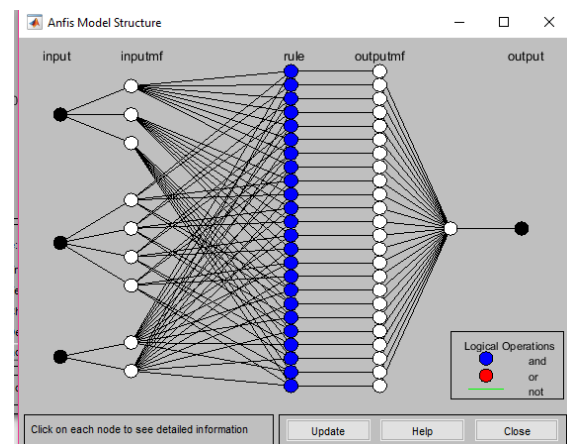 Anfis Model Structure
input inputmf rule outputmf output
Logical Operations
and
or
not
Click on each node to see detailed information Update Help Close